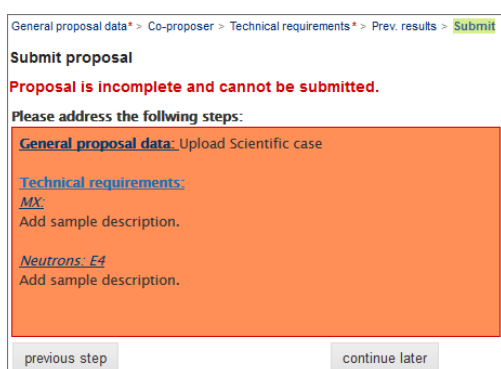 General proposal data* > Co-proposer > Technical requirements* > Prev. results > Submit
Submit proposal
Proposal is incomplete and cannot be submitted.
Please address the follwing steps:
General proposal data: Upload Scientific case
Technical requirements:
MX:
Add sample description.
Neutrons: E4
Add sample description.
previous step continue later